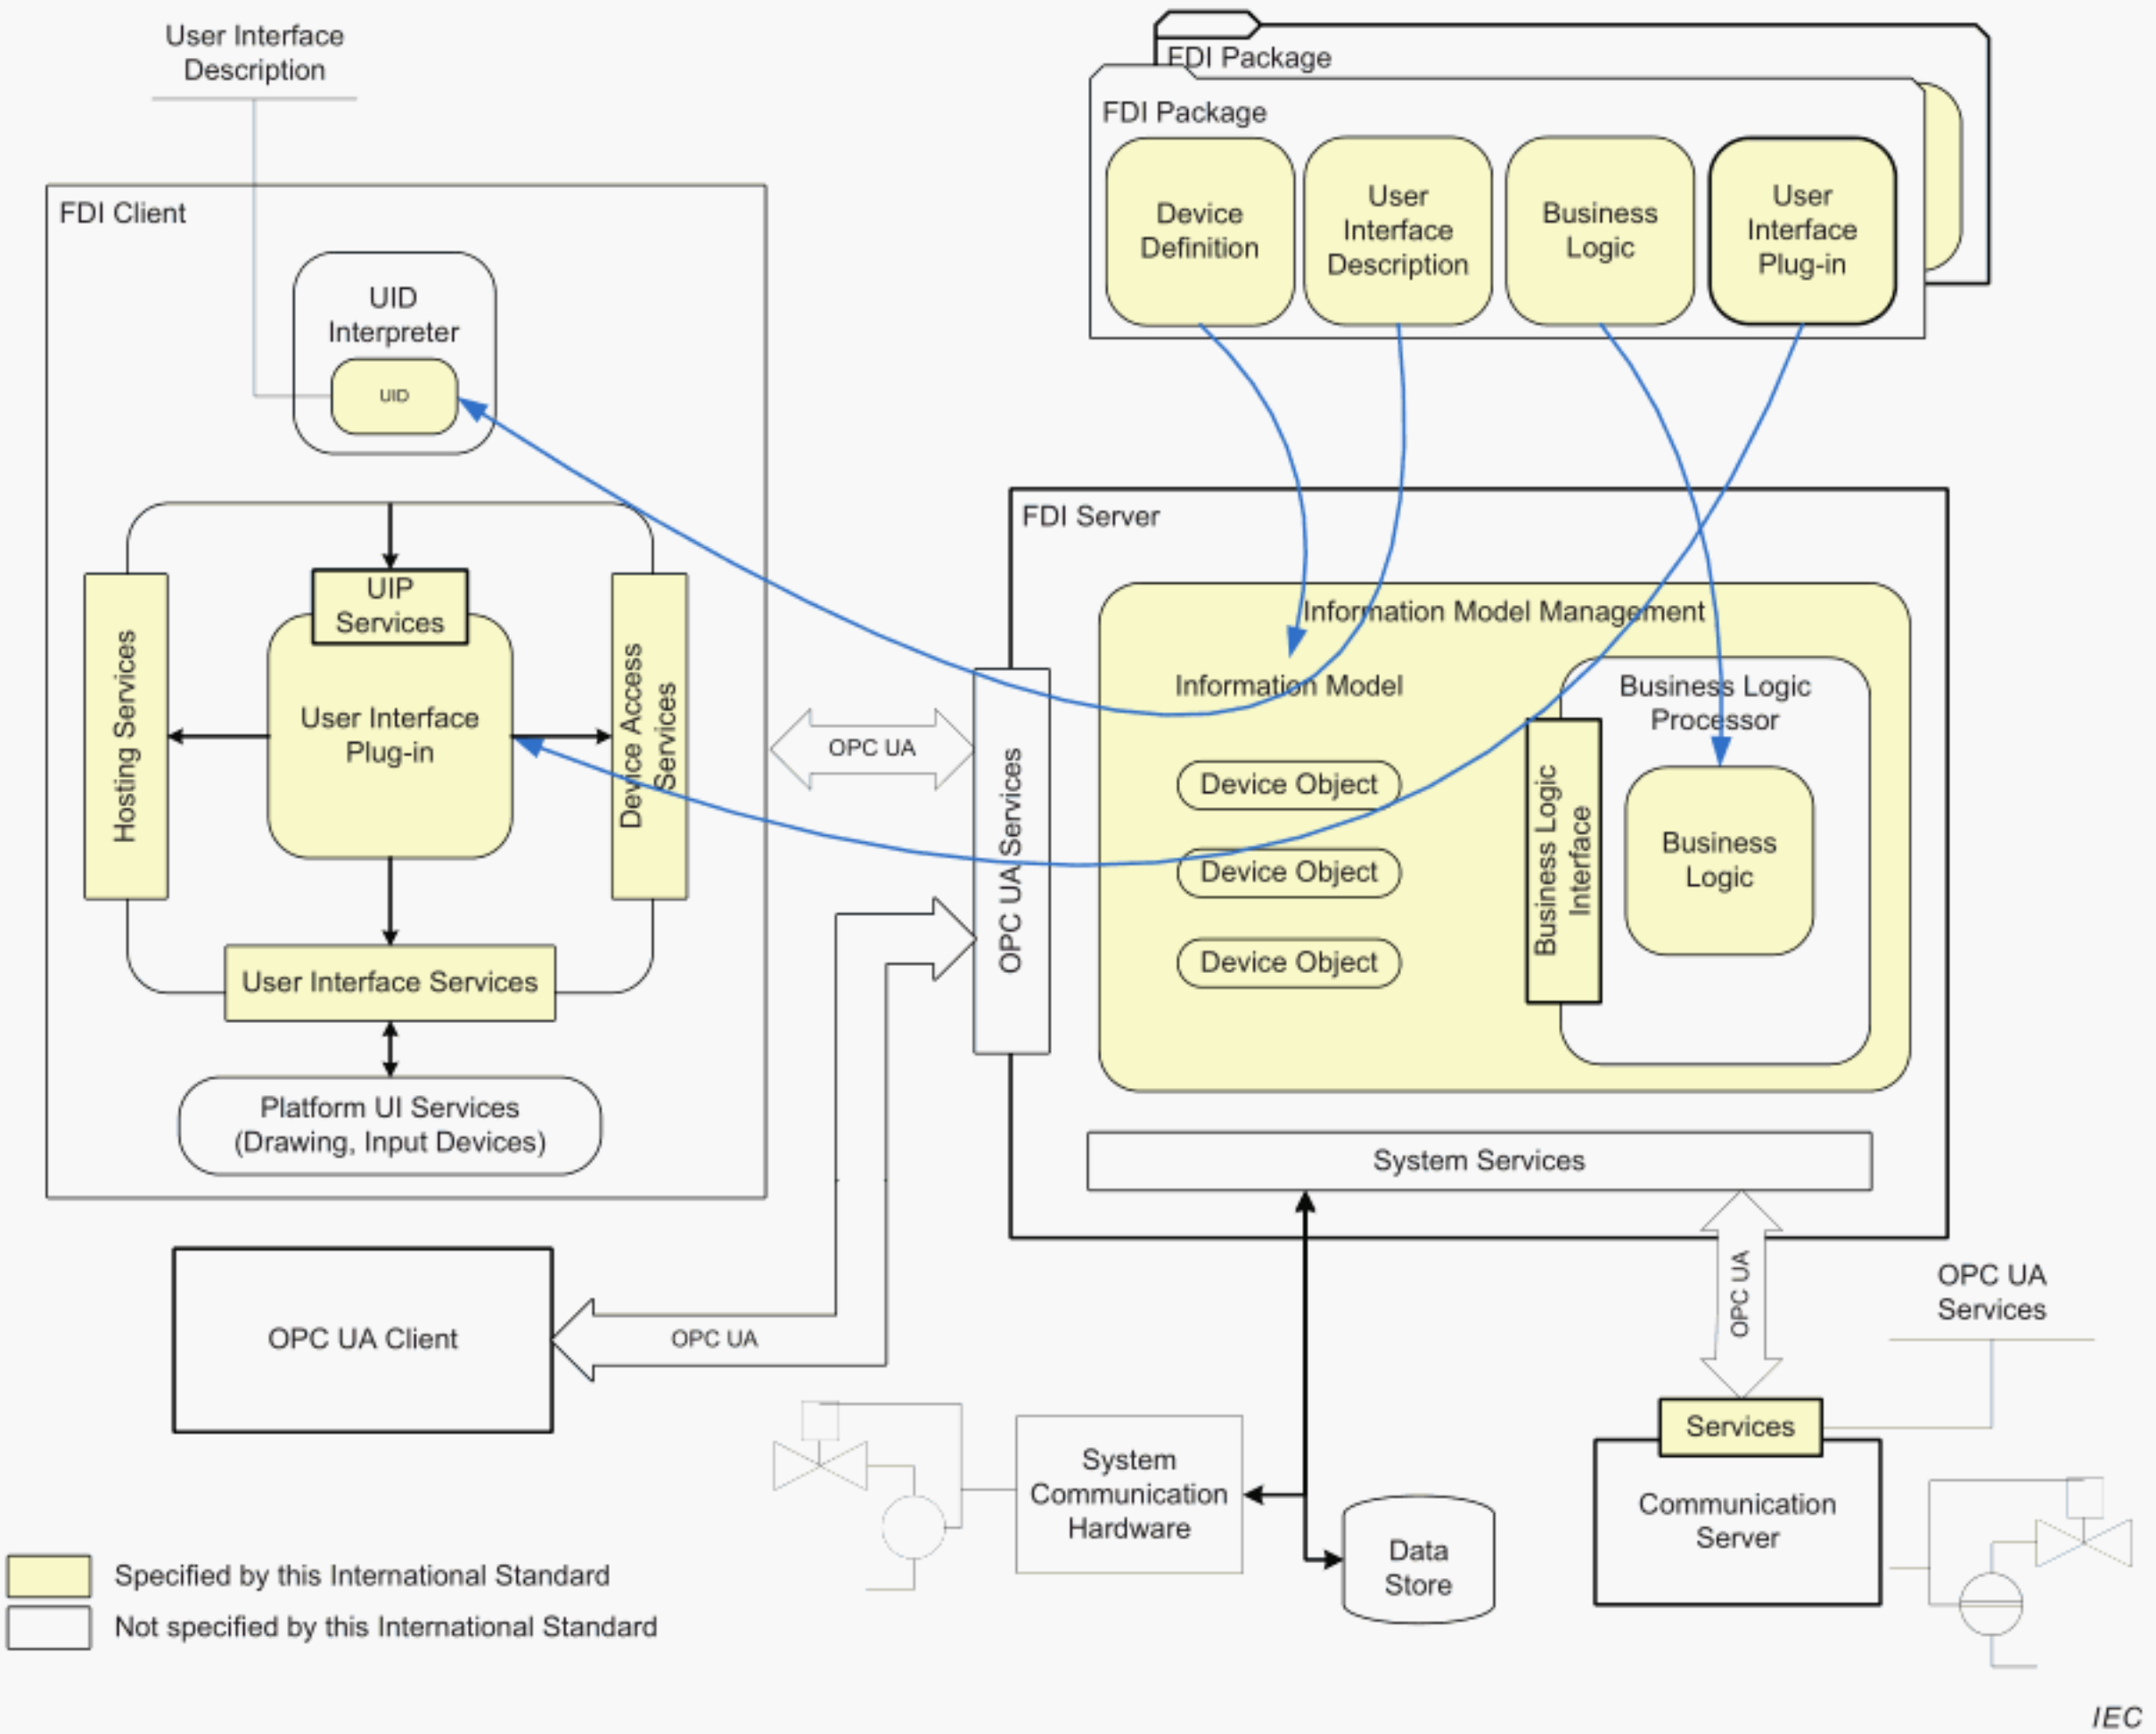 User Interface
Description
FDI Package
FDI Package
Device
Definition
User
Interface
Description
Business
Logic
User
Interface
Plug-in
FDI Client
UID
Interpreter
UID
UIP
Services
Hosting Services
User Interface
Plug-in
Device Access
Services
User Interface Services
Platform UI Services
(Drawing, Input Devices)
OPC UA
FDI Server
OPC UA Services
Information Model Management
Information Model
Device Object
Device Object
Device Object
Business Logic
Processor
Business Logic
Interface
Business
Logic
System Services
OPC UA Client
OPC UA
OPC UA
OPC UA
Services
Services
Communication
Server
System
Communication
Hardware
Data
Store
Specified by this International Standard
Not specified by this International Standard
IEC